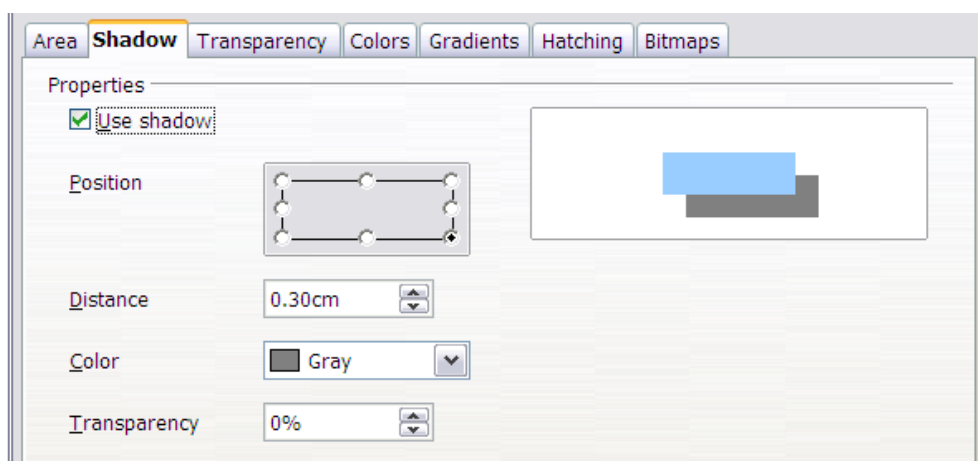 Area Shadow Transparency Colors Gradients Hatching Bitmaps
Properties
Use shadow
Position
Distance 0.30cm
Color Gray
Transparency 0%